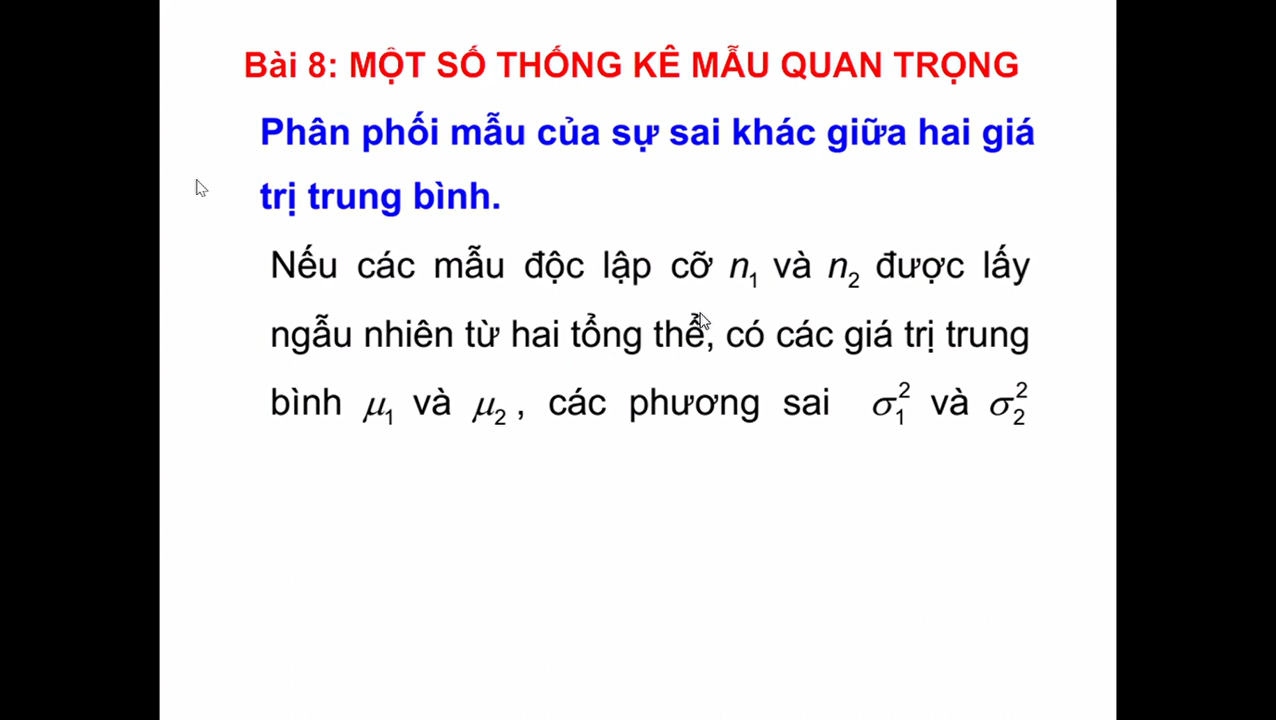 Bài 8: MỘT SỐ THỐNG KÊ MẪU QUAN TRỌNG
Phân phối mẫu của sự sai khác giữa hai giá
trị trung bình.
Nếu các mẫu độc lập cỡ n₁ và n₂ được lấy
ngẫu nhiên từ hai tổng thể, có các giá trị trung
bình μ₁ và μ₂ , các phương sai σ₁² và σ₂²